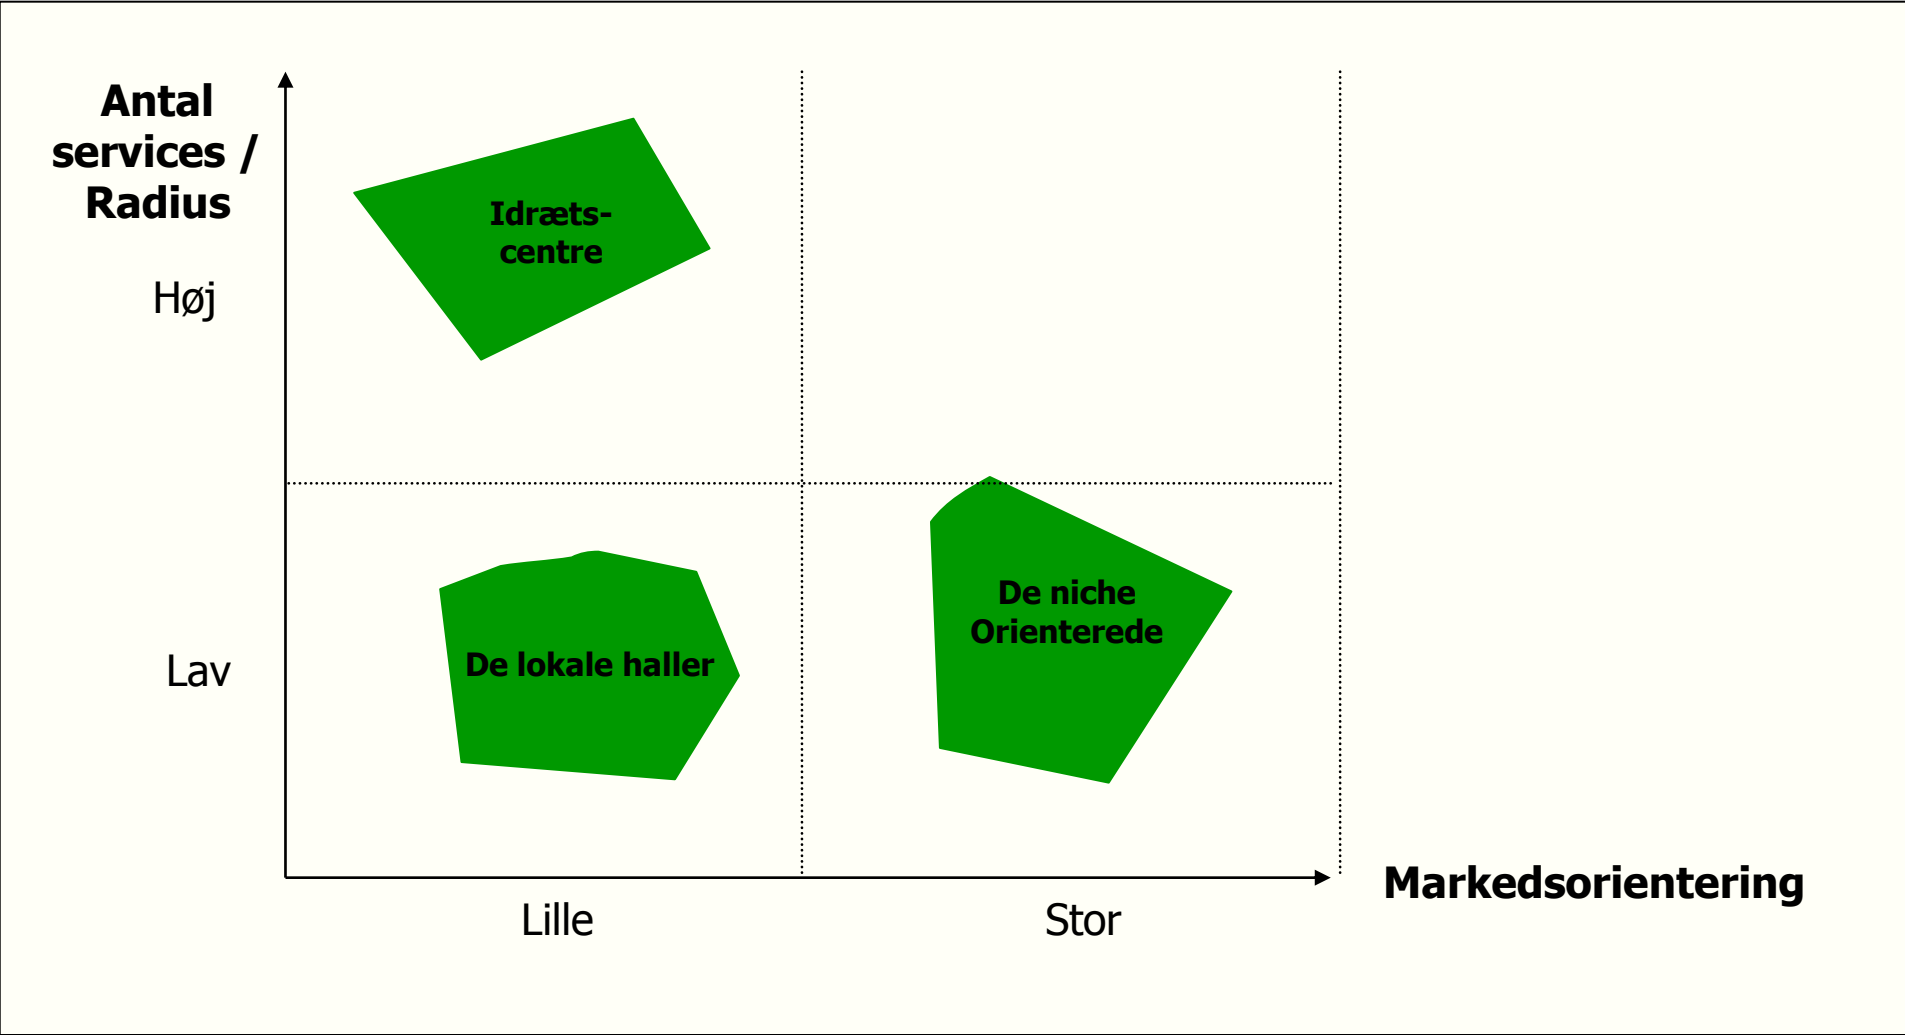 Antal
services /
Radius
Høj
Idræts-
centre
Lav
De lokale haller
De niche
Orienterede
Lille
Stor
Markedsorientering